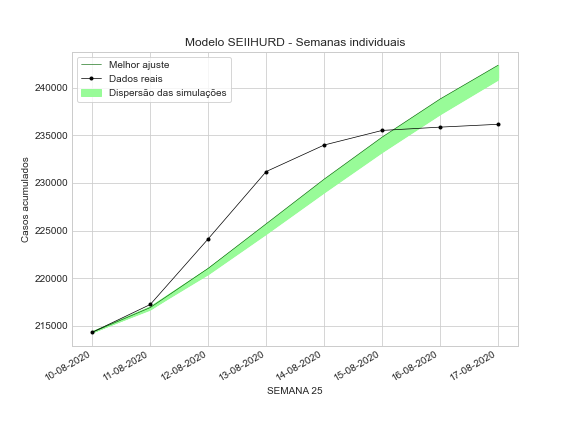 Modelo SEIIHURD - Semanas individuais
Melhor ajuste
Dados reais
Dispersão das simulações
Casos acumulados
240000
235000
230000
225000
220000
215000
10-08-2020
11-08-2020
12-08-2020
13-08-2020
14-08-2020
15-08-2020
16-08-2020
17-08-2020
SEMANA 25